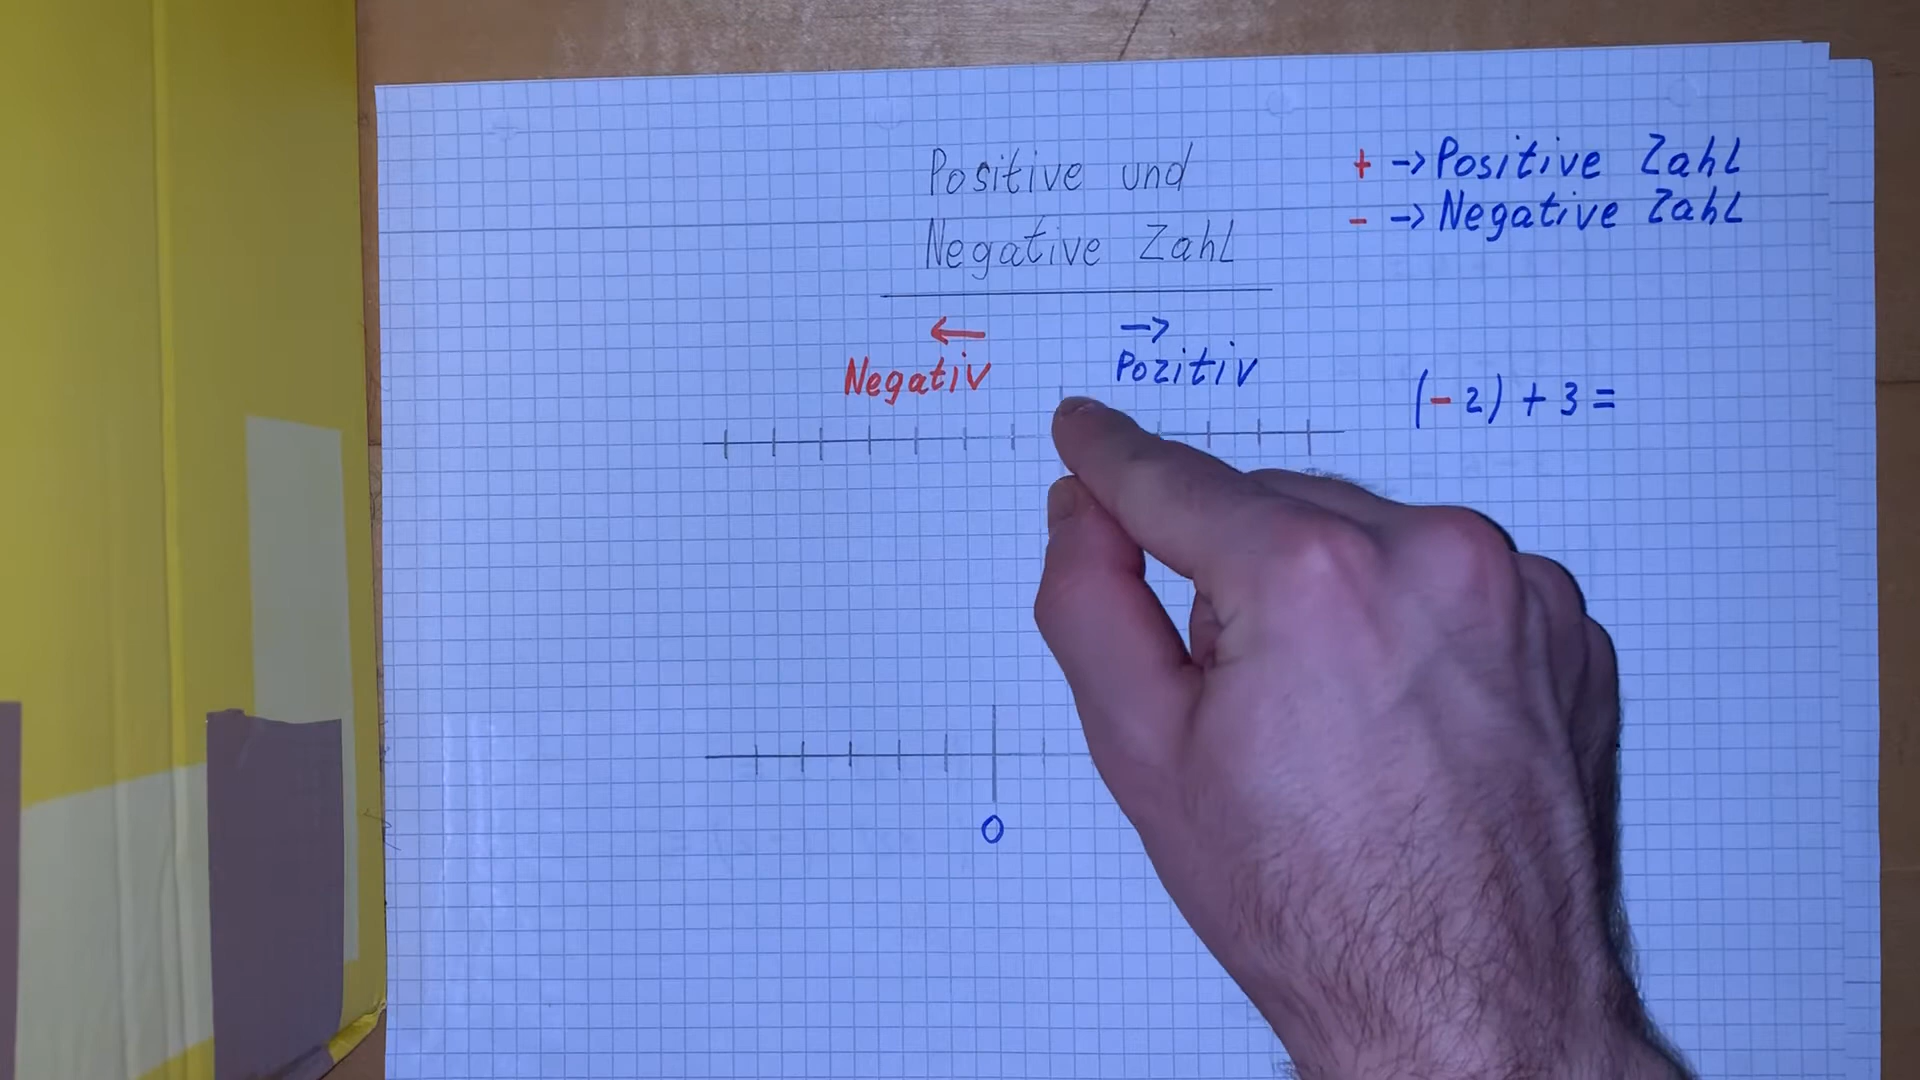 Positive und
Negative Zahl
+ -> Positive Zahl
- -> Negative Zahl
<-
Negativ
->
Pozitiv
(-2) + 3 =
0